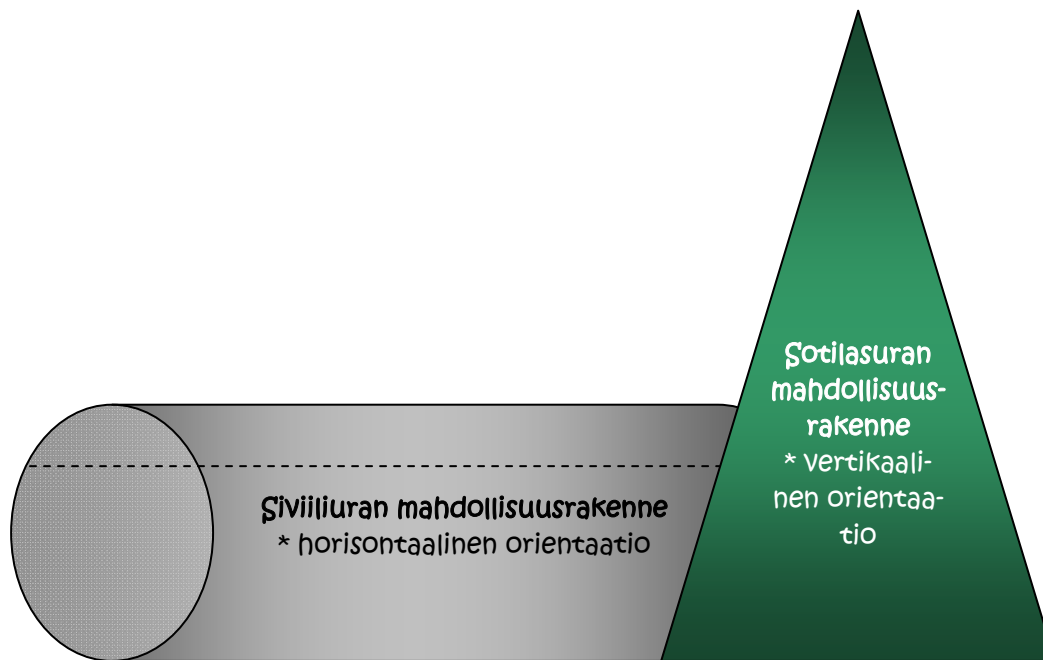 Siviiliuran mahdollisuusrakenne
* horisontaalinen orientaatio
Sotilasuran
mahdollisuus-
rakenne
* vertikaali-
nen orientaa-
tio